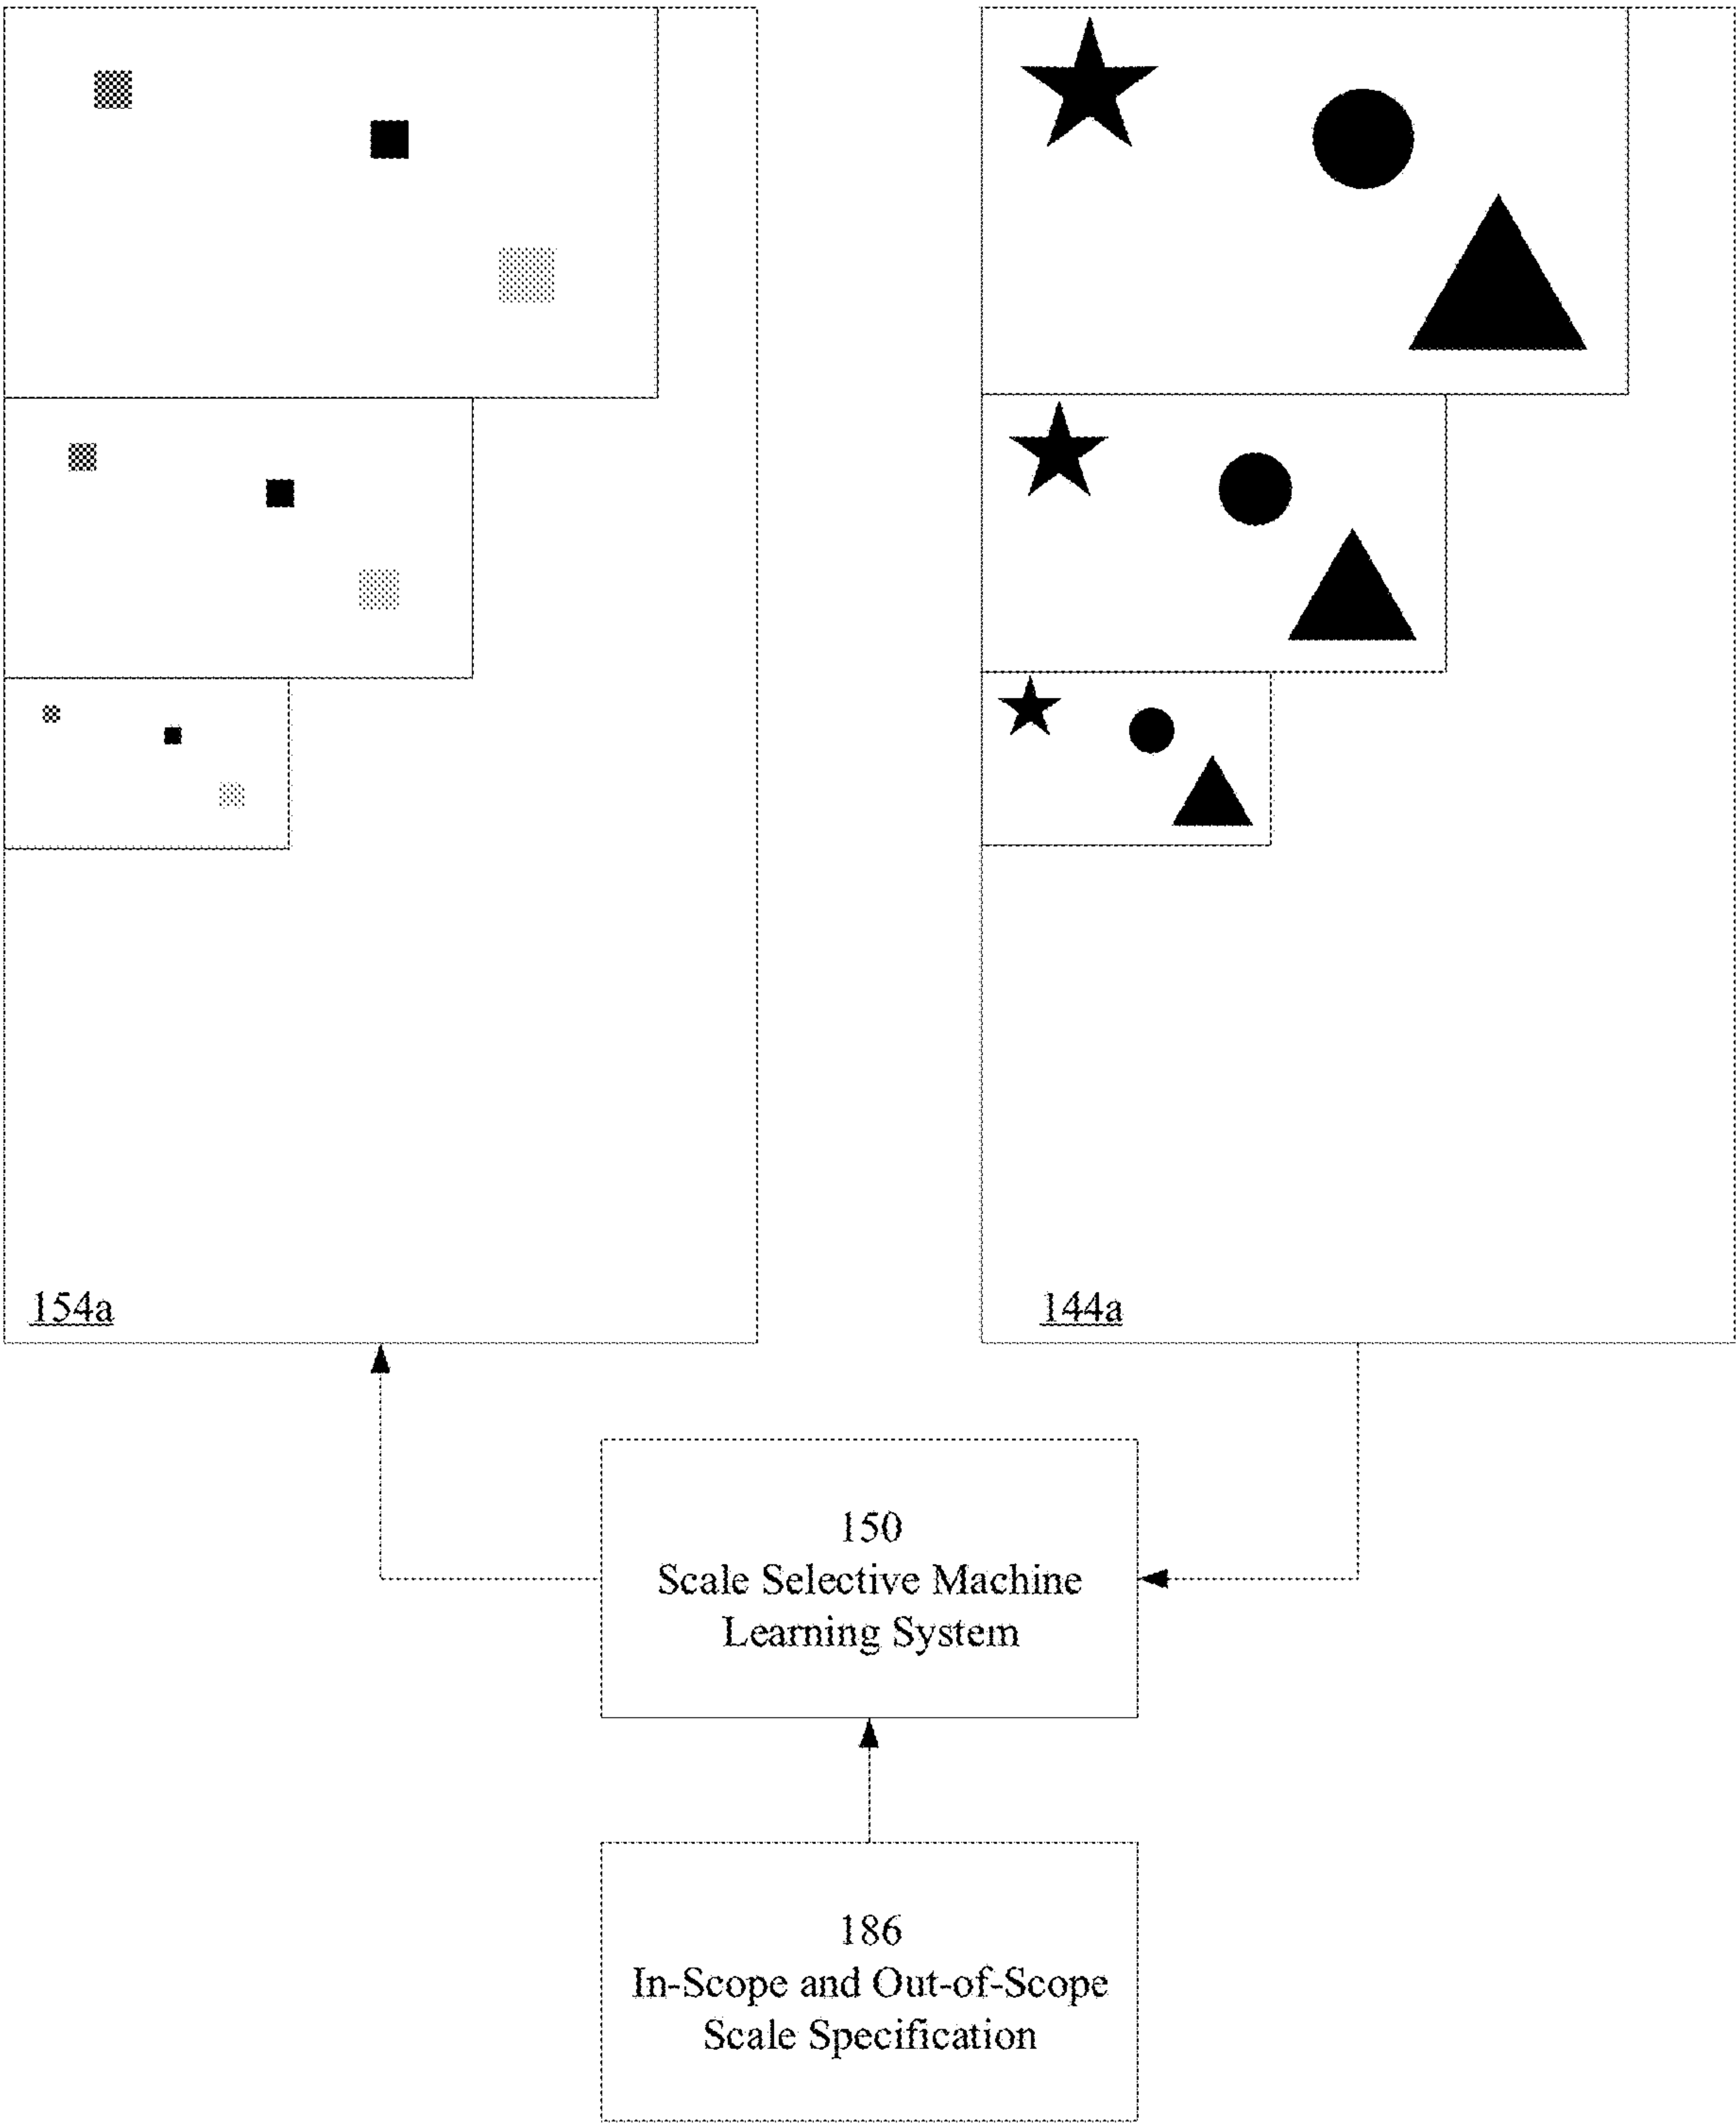 154a
144a
150
Scale Selective Machine
Learning System
186
In-Scope and Out-of-Scope
Scale Specification